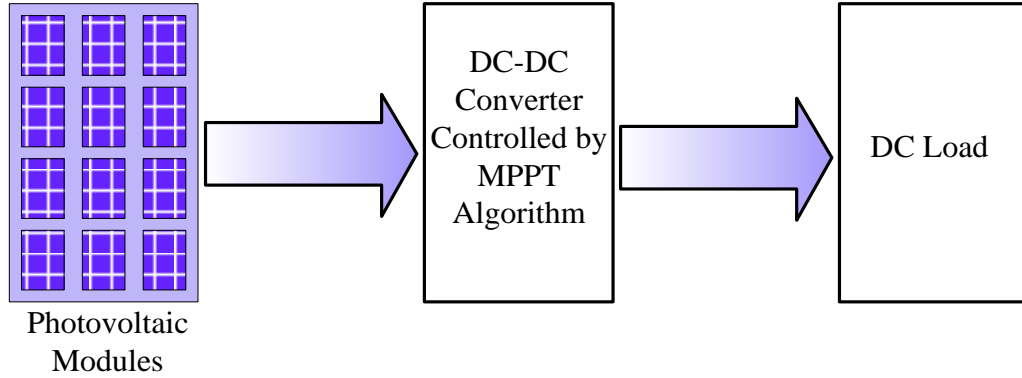 Photovoltaic
Modules
DC-DC
Converter
Controlled by
MPPT
Algorithm
DC Load